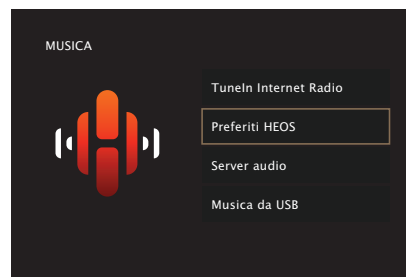 MUSICA
TuneIn Internet Radio
Preferiti HEOS
Server audio
Musica da USB